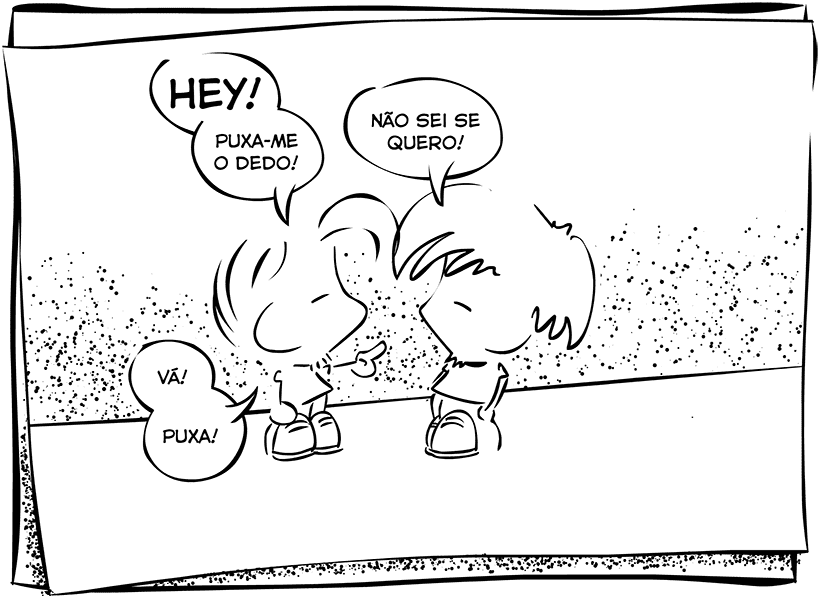 HEY!
PUXA-ME
O DEDO!
NÃO SEI SE
QUERO!
VÁ!
PUXA!